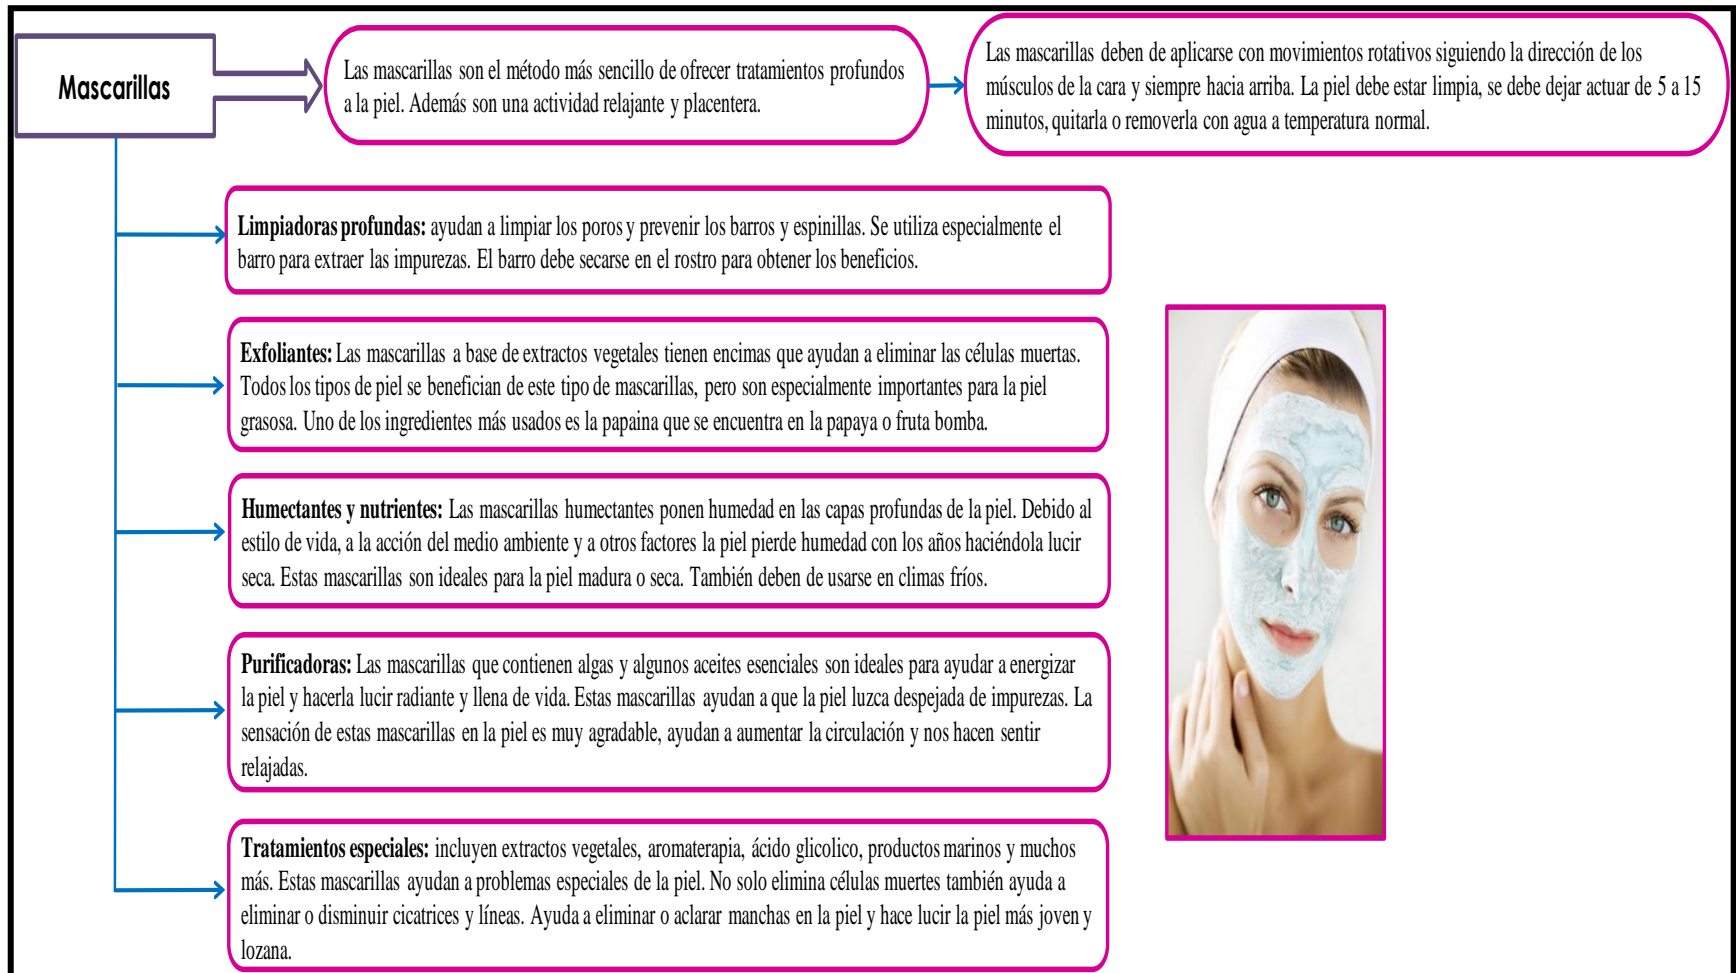 Mascarillas
Las mascarillas son el método más sencillo de ofrecer tratamientos profundos
a la piel. Además son una actividad relajante y placentera.
Las mascarillas deben de aplicarse con movimientos rotativos siguiendo la dirección de los
músculos de la cara y siempre hacia arriba. La piel debe estar limpia, se debe dejar actuar de 5 a 15
minutos, quitarla o removerla con agua a temperatura normal.
Limpiadoras profundas: ayudan a limpiar los poros y prevenir los barros y espinillas. Se utiliza especialmente el
barro para extraer las impurezas. El barro debe secarse en el rostro para obtener los beneficios.
Exfoliantes: Las mascarillas a base de extractos vegetales tienen encimas que ayudan a eliminar las células muertas.
Todos los tipos de piel se benefician de este tipo de mascarillas, pero son especialmente importantes para la piel
grasosa. Uno de los ingredientes más usados es la papaina que se encuentra en la papaya o fruta bomba.
Humectantes y nutrientes: Las mascarillas humectantes ponen humedad en las capas profundas de la piel. Debido al
estilo de vida, a la acción del medio ambiente y a otros factores la piel pierde humedad con los años haciéndola lucir
seca. Estas mascarillas son ideales para la piel madura o seca. También deben de usarse en climas fríos.
Purificadoras: Las mascarillas que contienen algas y algunos aceites esenciales son ideales para ayudar a energizar
la piel y hacerla lucir radiante y llena de vida. Estas mascarillas ayudan a que la piel luzca despejada de impurezas. La
sensación de estas mascarillas en la piel es muy agradable, ayudan a aumentar la circulación y nos hacen sentir
relajadas.
Tratamientos especiales: incluyen extractos vegetales, aromaterapia, ácido glicolico, productos marinos y muchos
más. Estas mascarillas ayudan a problemas especiales de la piel. No solo elimina células muertes también ayuda a
eliminar o disminuir cicatrices y líneas. Ayuda a eliminar o aclarar manchas en la piel y hace lucir la piel más joven y
lozana.